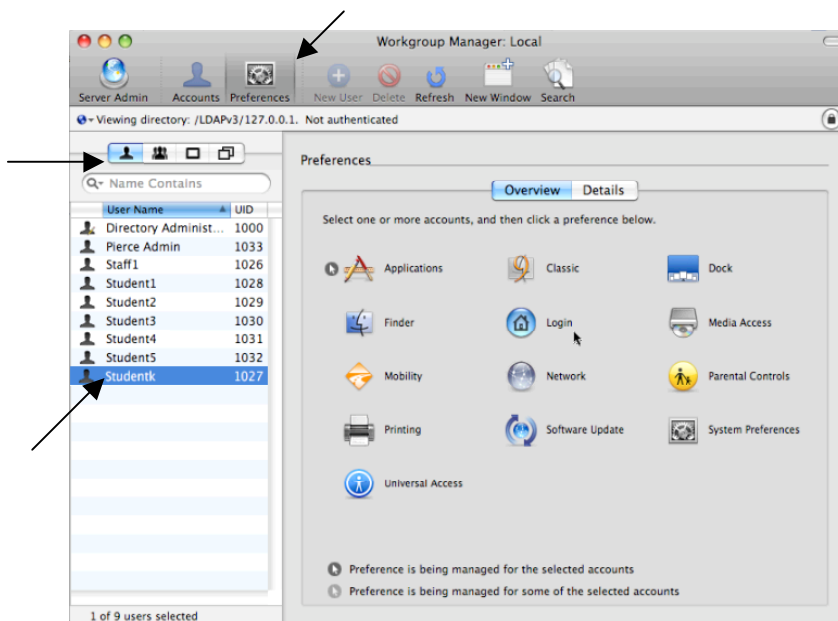 Workgroup Manager: Local
Server Admin Accounts Preferences New User Delete Refresh New Window Search
Viewing directory: /LDAPv3/127.0.0.1. Not authenticated
Name Contains
User Name UID
Directory Administ... 1000
Pierce Admin 1033
Staff1 1026
Student1 1028
Student2 1029
Student3 1030
Student4 1031
Student5 1032
Studentk 1027
1 of 9 users selected
Preferences
Overview Details
Select one or more accounts, and then click a preference below.
Applications Classic Dock
Finder Login Media Access
Mobility Network Parental Controls
Printing Software Update System Preferences
Universal Access
Preference is being managed for the selected accounts
Preference is being managed for some of the selected accounts